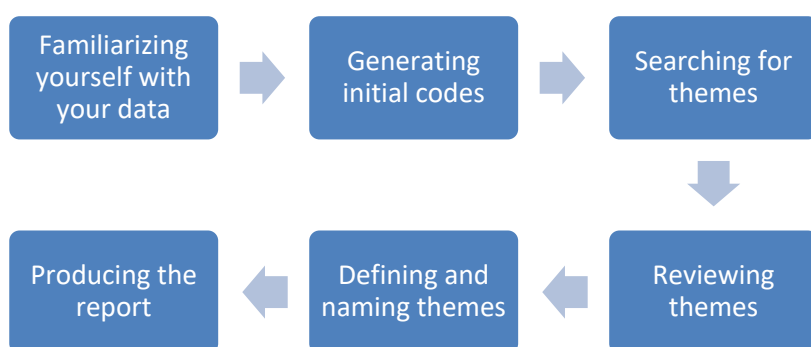 Familiarizing
yourself with
your data
Generating
initial codes
Searching for
themes
Reviewing
themes
Defining and
naming themes
Producing the
report